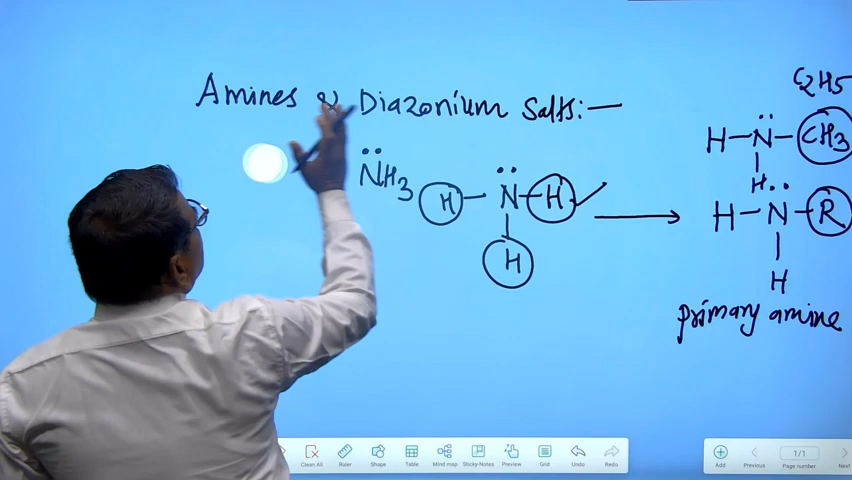 Amines & Diazonium Salts:—
C2H5
H—N̈—CH3
H
N̈H3
H—N̈—H
H
H—N̈—R
H
primary amine
Clean All
Ruler
Shape
Table
Mind map
Sticky-Notes
Preview
Grid
Undo
Redo
Add
Previous
1/1
Page number
Next